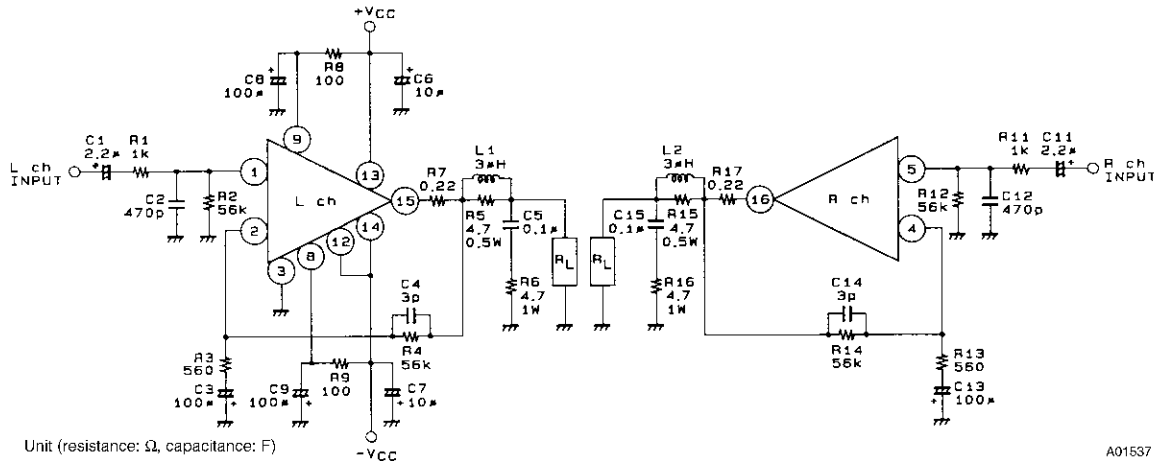 +VCC
R8
100
C8
100µ
C6
10µ
9
13
L ch
INPUT
C1
2.2µ
+
R1
1k
C2
470p
R2
56k
1
2
3
8
12
14
15
L ch
R7
0.22
L1
3µH
R5
4.7
0.5W
C5
0.1µ
R6
4.7
1W
RL
C4
3p
R4
56k
R3
560
C3
100µ
C9
100µ
R9
100
C7
10µ
-VCC
RL
L2
3µH
R17
0.22
C15
0.1µ
R15
4.7
0.5W
R16
4.7
1W
16
R ch
5
4
R11
1k
C11
2.2µ
+
R ch
INPUT
R12
56k
C12
470p
C14
3p
R14
56k
R13
560
C13
100µ
Unit (resistance: Ω, capacitance: F)
A01537